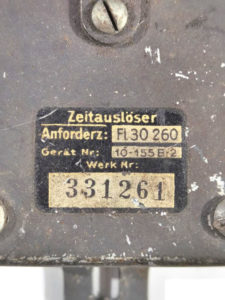 Zeitauslöser
Anforderz: Fl 30 260
Gerät Nr: 10-155 B-2
Werk Nr:
331261